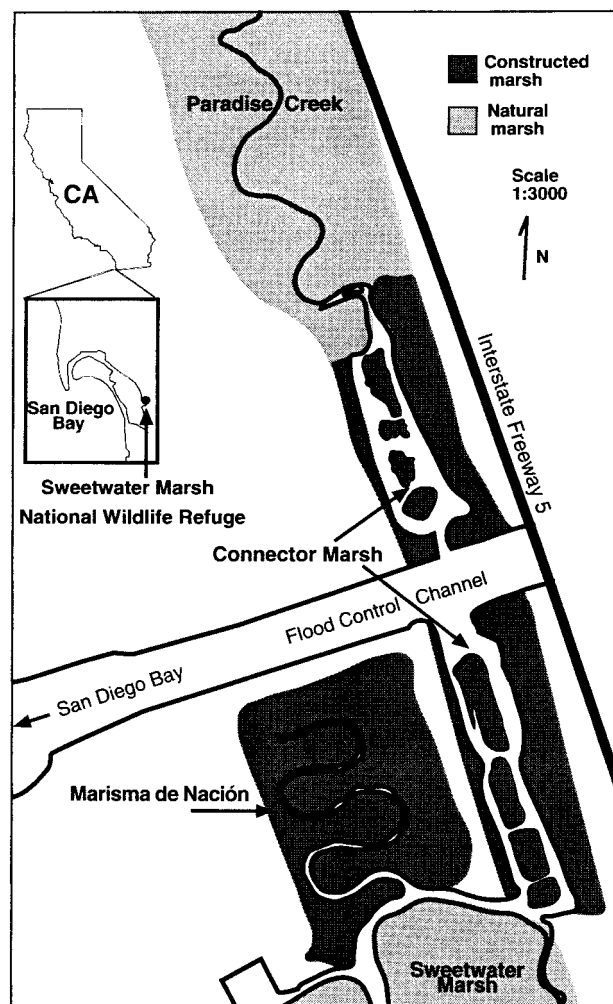 Paradise Creek
Constructed
marsh
Natural
marsh
Scale
1:3000
N
CA
San Diego
Bay
Sweetwater Marsh
National Wildlife Refuge
Interstate Freeway 5
Connector Marsh
Flood Control Channel
San Diego Bay
Marisma de Nación
Sweetwater
Marsh